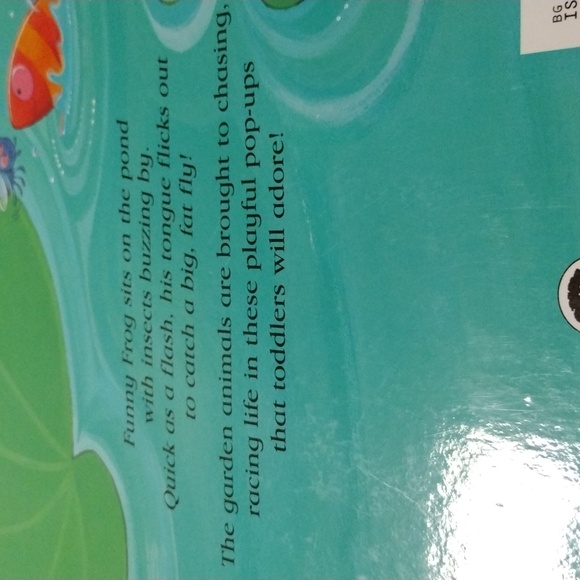 Funny Frog sits on the pond
with insects buzzing by.
Quick as a flash, his tongue flicks out
to catch a big, fat fly!
The garden animals are brought to chasing,
racing life in these playful pop-ups
that toddlers will adore!
BG
IS